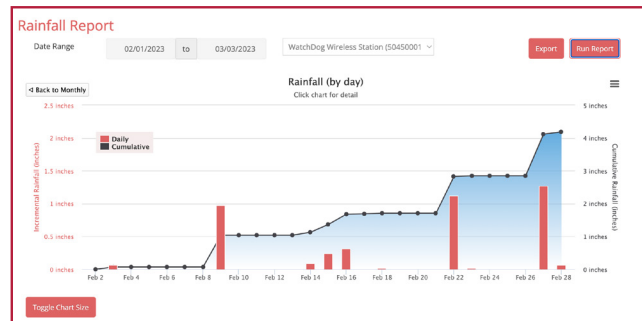 Rainfall Report
Date Range 02/01/2023 to 03/03/2023 WatchDog Wireless Station (50450001 Export Run Report
Rainfall (by day)
Click chart for detail
◁ Back to Monthly
2.5 inches 5 inches
Daily
Cumulative
2 inches 4 inches
1.5 inches 3 inches
1 inches 2 inches
0.5 inches 1 inches
0 inches 0 inches
Incremental Rainfall (inches)
Cumulative Rainfall (inches)
Feb 2 Feb 4 Feb 6 Feb 8 Feb 10 Feb 12 Feb 14 Feb 16 Feb 18 Feb 20 Feb 22 Feb 24 Feb 26 Feb 28
Toggle Chart Size